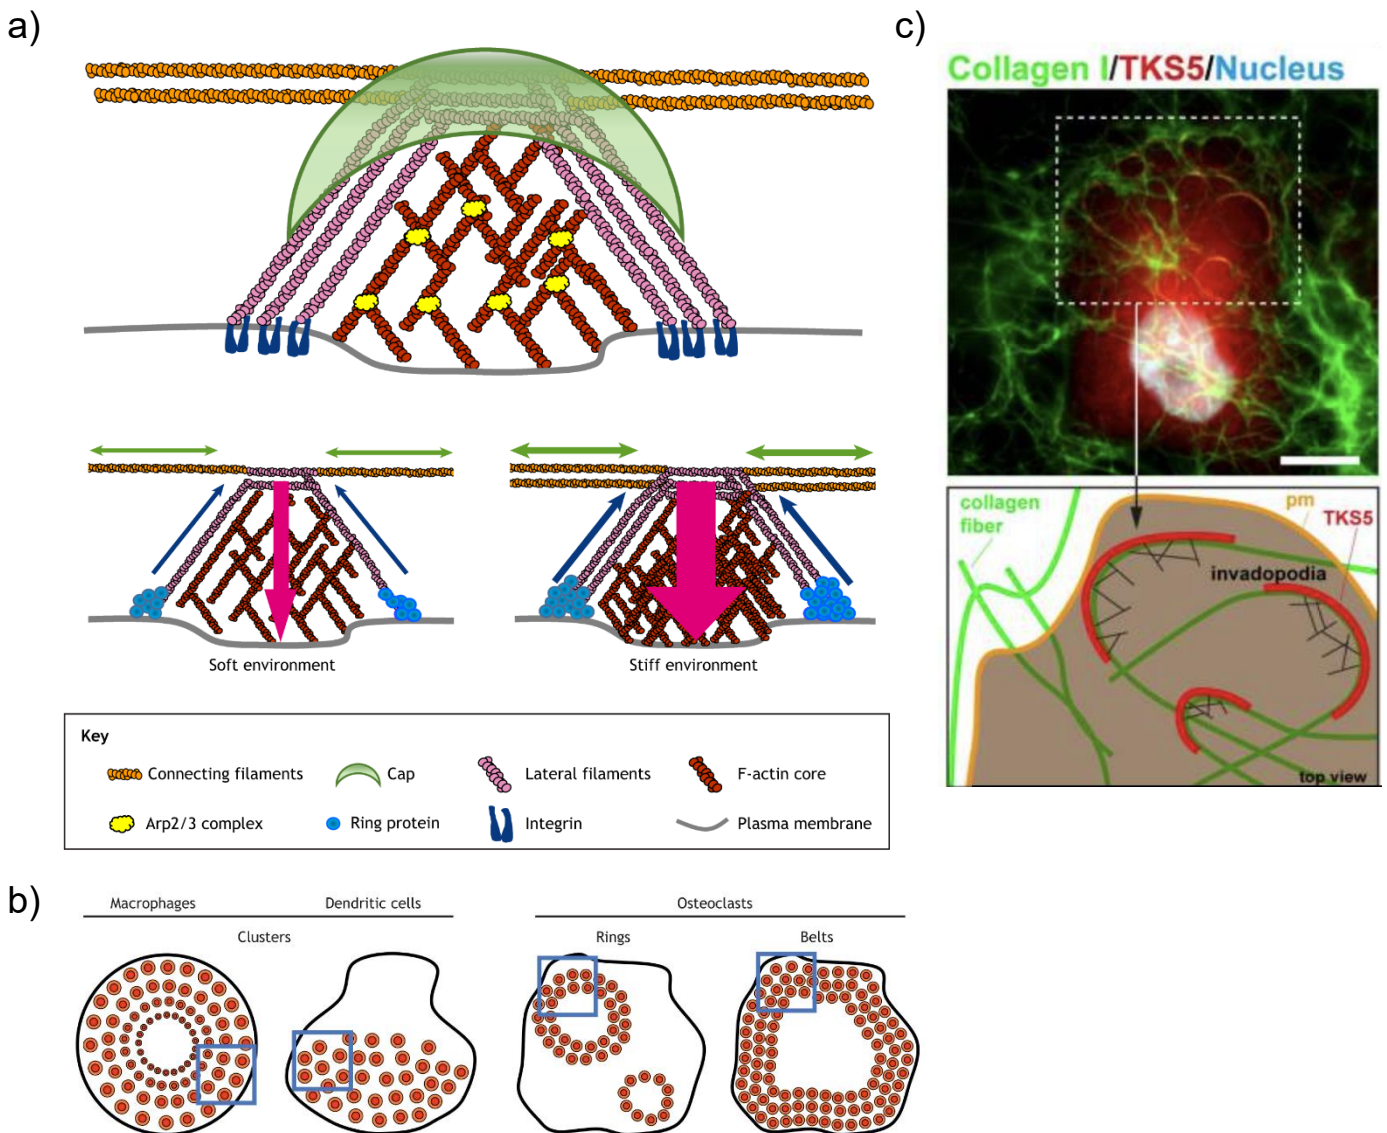 a)
Soft environment
Stiff environment
Key
Connecting filaments
Cap
Lateral filaments
F-actin core
Arp2/3 complex
Ring protein
Integrin
Plasma membrane
b)
Macrophages
Dendritic cells
Osteoclasts
Clusters
Rings
Belts
c)
Collagen I/TKS5/Nucleus
collagen
fiber
pm
TKS5
invadopodia
top view